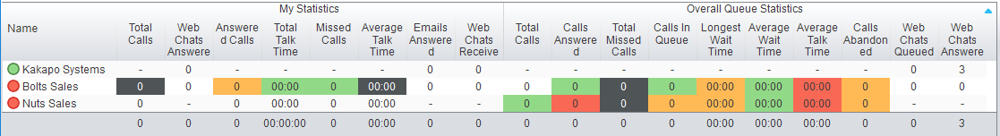 My Statistics Overall Queue Statistics
Name Total Calls Web Chats Answere Answere d Calls Total Talk Time Missed Calls Average Talk Time Emails Answere d Web Chats Receive Total Calls Calls Answere d Total Missed Calls Calls In Queue Longest Wait Time Average Wait Time Average Talk Time Calls Abandon ed Web Chats Queued Web Chats Answere
Kakapo Systems - 0 - - - - 0 0 - - - - - - - - 0 3
Bolts Sales 0 0 0 00:00 0 00:00 0 0 0 0 0 0 00:00 00:00 00:00 0 0 0
Nuts Sales 0 - 0 00:00 0 00:00 - - 0 0 0 0 00:00 00:00 00:00 0 - -
0 0 0 00:00:00 0 00:00 0 0 0 0 0 0 00:00 00:00 00:00 0 0 3